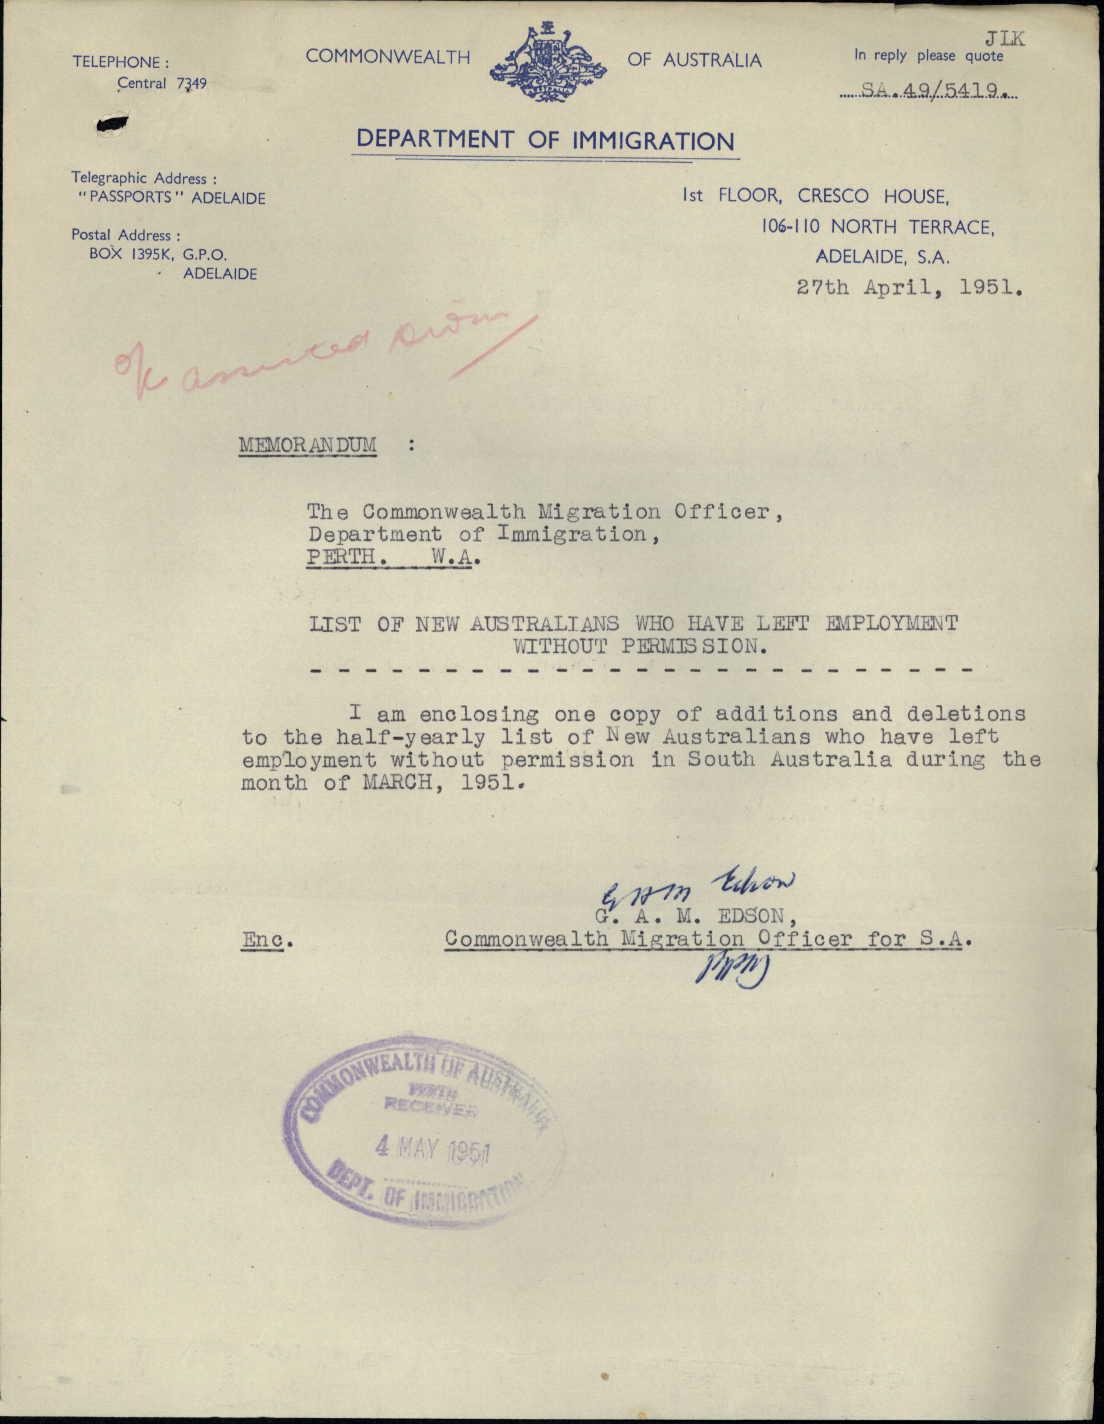 JLK
TELEPHONE :
Central 7349
COMMONWEALTH OF AUSTRALIA
In reply please quote
SA.49/5419.
DEPARTMENT OF IMMIGRATION
Telegraphic Address :
"PASSPORTS" ADELAIDE
Postal Address :
BOX 1395K, G.P.O.
ADELAIDE
1st FLOOR, CRESCO HOUSE,
106-110 NORTH TERRACE,
ADELAIDE, S.A.
27th April, 1951.
MEMORANDUM :
The Commonwealth Migration Officer,
Department of Immigration,
PERTH. W.A.
LIST OF NEW AUSTRALIANS WHO HAVE LEFT EMPLOYMENT
WITHOUT PERMISSION.
I am enclosing one copy of additions and deletions
to the half-yearly list of New Australians who have left
employment without permission in South Australia during the
month of MARCH, 1951.
G A M Edson
G. A. M. EDSON,
Enc. Commonwealth Migration Officer for S.A.
COMMONWEALTH OF AUSTRALIA
PERTH
RECEIVED
4 MAY 1951
DEPT. OF IMMIGRATION